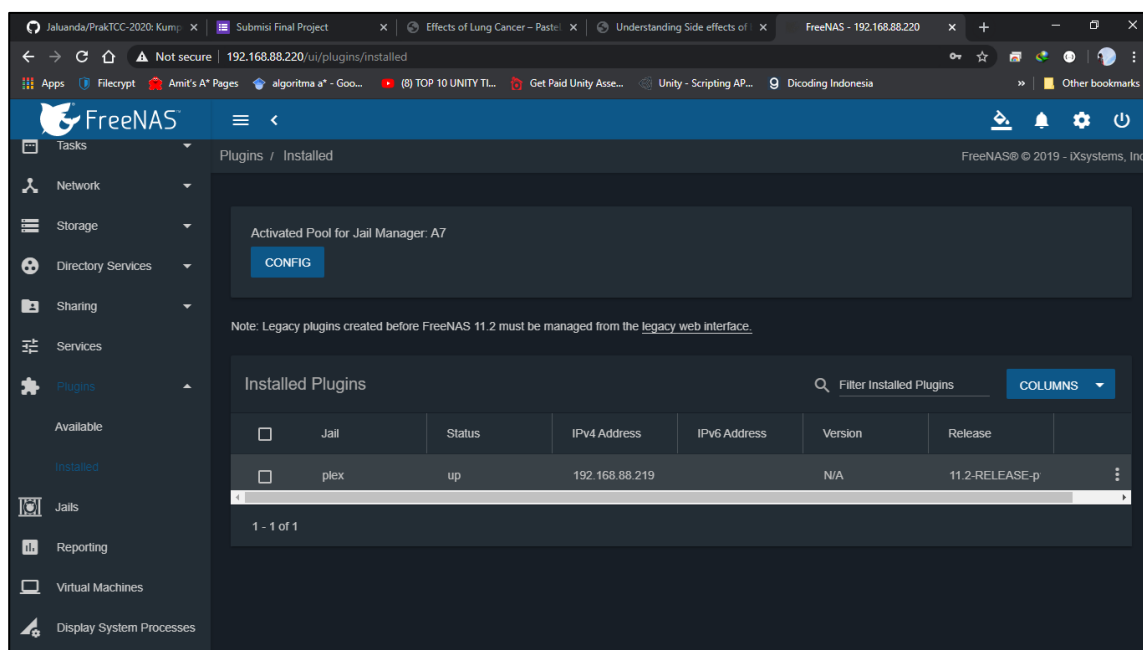 Jaluanda/PrakTCC-2020: Kump
Submisi Final Project
Effects of Lung Cancer – Paste
Understanding Side effects of
FreeNAS - 192.168.88.220
Not secure
192.168.88.220/ui/plugins/installed
Apps
Filecrypt
Amit's A* Pages
algoritma a* - Goo...
(8) TOP 10 UNITY TI...
Get Paid Unity Asse...
Unity - Scripting AP...
Dicoding Indonesia
»
Other bookmarks
FreeNAS
Tasks
Plugins / Installed
FreeNAS® © 2019 - iXsystems, Inc
Network
Storage
Activated Pool for Jail Manager: A7
CONFIG
Directory Services
Sharing
Note: Legacy plugins created before FreeNAS 11.2 must be managed from the legacy web interface.
Services
Plugins
Installed Plugins
Filter Installed Plugins
COLUMNS
Available
Jail Status IPv4 Address IPv6 Address Version Release
Installed
plex up 192.168.88.219 N/A 11.2-RELEASE-p
Jails
1 - 1 of 1
Reporting
Virtual Machines
Display System Processes